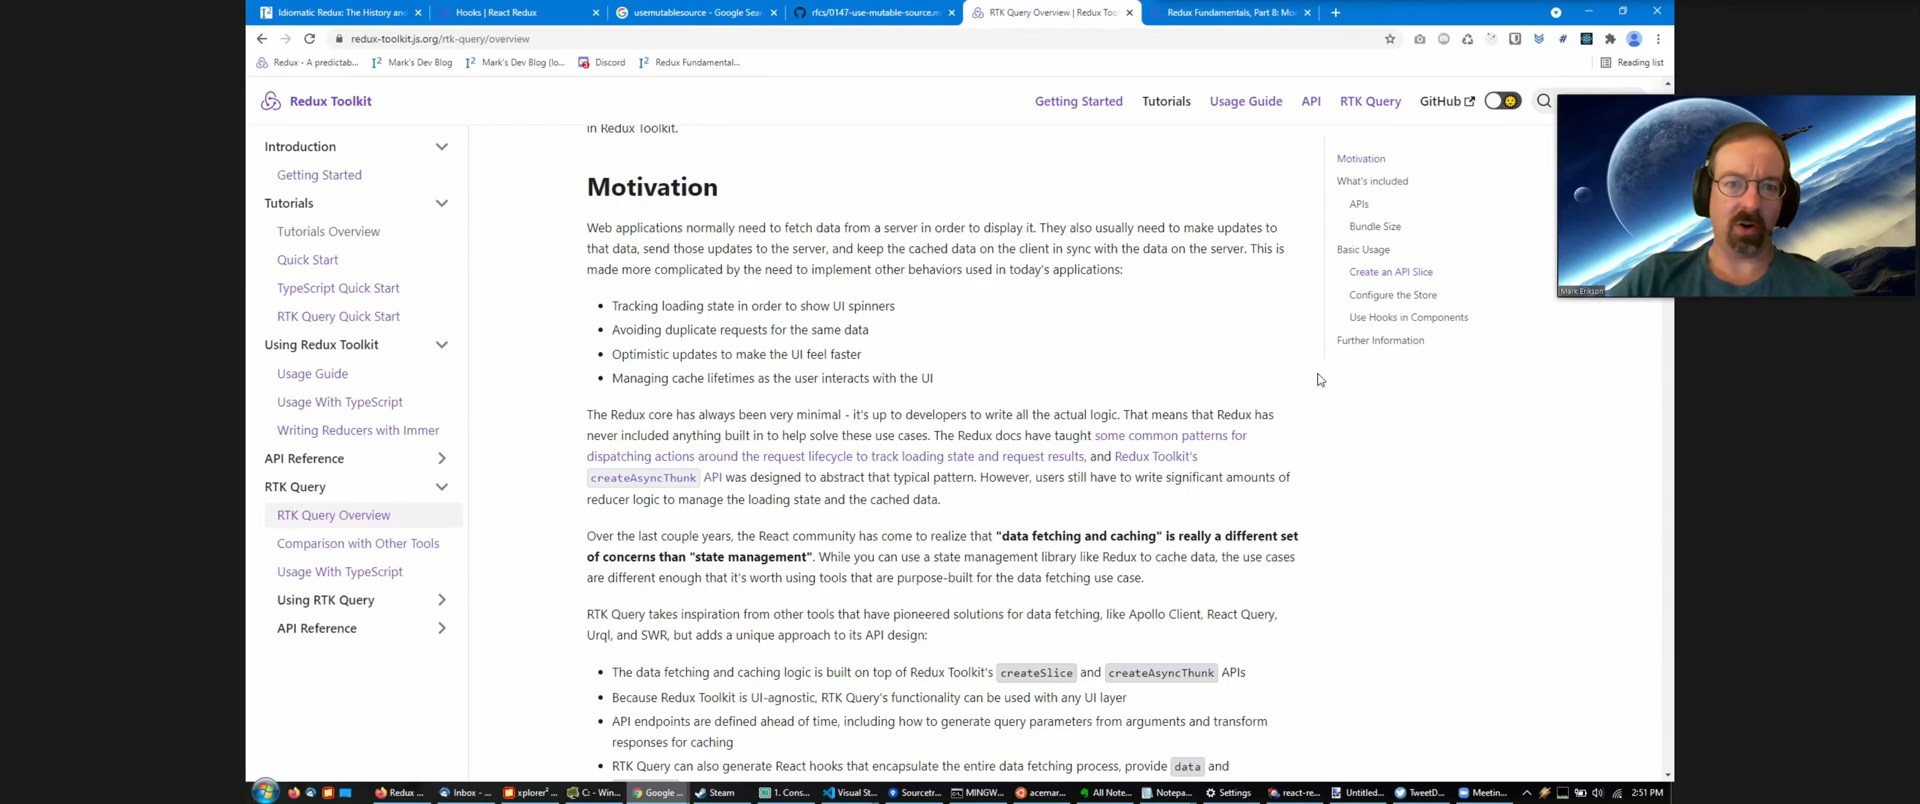 Idiomatic Redux: The History and
Hooks | React Redux
usemutablesource - Google Sear
rfcs/0147-use-mutable-source.m
RTK Query Overview | Redux Too
Redux Fundamentals, Part 8: Mod
redux-toolkit.js.org/rtk-query/overview
Redux - A predictab...
Mark's Dev Blog
Mark's Dev Blog (lo...
Discord
Redux Fundamental...
Reading list
Redux Toolkit
Getting Started
Tutorials
Usage Guide
API
RTK Query
GitHub
Introduction
Getting Started
Tutorials
Tutorials Overview
Quick Start
TypeScript Quick Start
RTK Query Quick Start
Using Redux Toolkit
Usage Guide
Usage With TypeScript
Writing Reducers with Immer
API Reference
RTK Query
RTK Query Overview
Comparison with Other Tools
Usage With TypeScript
Using RTK Query
API Reference
in Redux Toolkit.
Motivation
Web applications normally need to fetch data from a server in order to display it. They also usually need to make updates to
that data, send those updates to the server, and keep the cached data on the client in sync with the data on the server. This is
made more complicated by the need to implement other behaviors used in today's applications:
• Tracking loading state in order to show UI spinners
• Avoiding duplicate requests for the same data
• Optimistic updates to make the UI feel faster
• Managing cache lifetimes as the user interacts with the UI
The Redux core has always been very minimal - it's up to developers to write all the actual logic. That means that Redux has
never included anything built in to help solve these use cases. The Redux docs have taught some common patterns for
dispatching actions around the request lifecycle to track loading state and request results, and Redux Toolkit's
createAsyncThunk API was designed to abstract that typical pattern. However, users still have to write significant amounts of
reducer logic to manage the loading state and the cached data.
Over the last couple years, the React community has come to realize that "data fetching and caching" is really a different set
of concerns than "state management". While you can use a state management library like Redux to cache data, the use cases
are different enough that it's worth using tools that are purpose-built for the data fetching use case.
RTK Query takes inspiration from other tools that have pioneered solutions for data fetching, like Apollo Client, React Query,
Urql, and SWR, but adds a unique approach to its API design:
• The data fetching and caching logic is built on top of Redux Toolkit's createSlice and createAsyncThunk APIs
• Because Redux Toolkit is UI-agnostic, RTK Query's functionality can be used with any UI layer
• API endpoints are defined ahead of time, including how to generate query parameters from arguments and transform
responses for caching
• RTK Query can also generate React hooks that encapsulate the entire data fetching process, provide data and
Motivation
What's included
APIs
Bundle Size
Basic Usage
Create an API Slice
Configure the Store
Use Hooks in Components
Further Information
Mark Erikson
Redux ...
Inbox - ...
xplorer² ...
C: - Win...
Google ...
Steam
1. Cons...
Visual St...
Sourcetr...
MINGW...
acemar...
All Note...
Notepa...
Settings
react-re...
Untitled...
TweetD...
Meetin...
2:51 PM